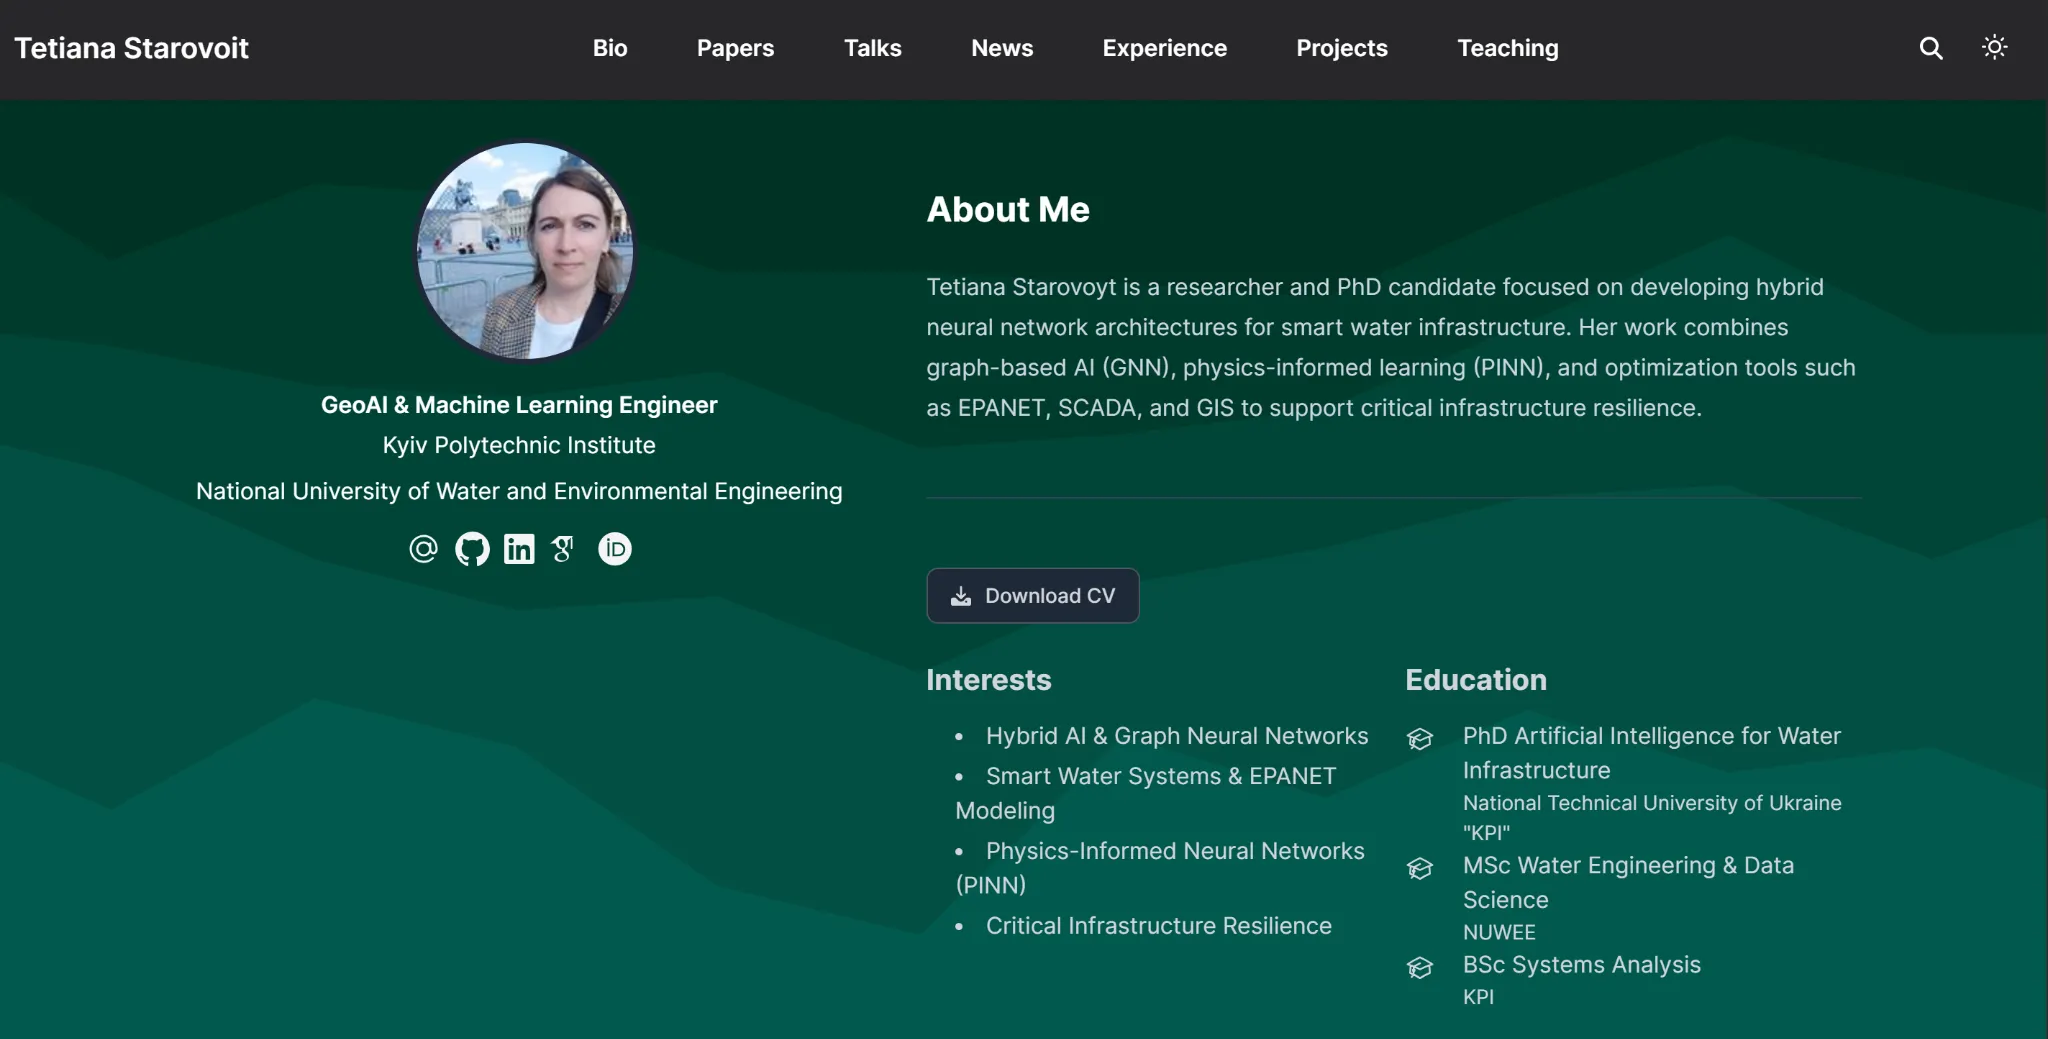 Tetiana Starovoit
Bio
Papers
Talks
News
Experience
Projects
Teaching
GeoAI & Machine Learning Engineer
Kyiv Polytechnic Institute
National University of Water and Environmental Engineering
About Me
Tetiana Starovoyt is a researcher and PhD candidate focused on developing hybrid
neural network architectures for smart water infrastructure. Her work combines
graph-based AI (GNN), physics-informed learning (PINN), and optimization tools such
as EPANET, SCADA, and GIS to support critical infrastructure resilience.
Download CV
Interests
• Hybrid AI & Graph Neural Networks
• Smart Water Systems & EPANET
Modeling
• Physics-Informed Neural Networks
(PINN)
• Critical Infrastructure Resilience
Education
PhD Artificial Intelligence for Water
Infrastructure
National Technical University of Ukraine
"KPI"
MSc Water Engineering & Data
Science
NUWEE
BSc Systems Analysis
KPI